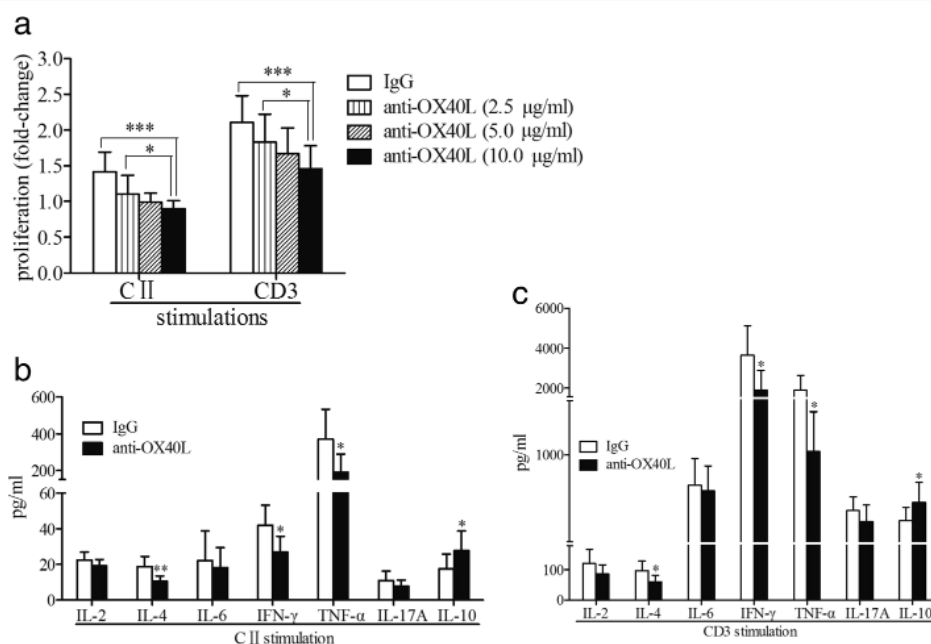 a
proliferation (fold-change)
3.0
2.5
2.0
1.5
1.0
0.5
0.0
***
*
***
*
C II
CD3
stimulations
IgG
anti-OX40L (2.5 μg/ml)
anti-OX40L (5.0 μg/ml)
anti-OX40L (10.0 μg/ml)
b
pg/ml
600
400
200
60
40
20
0
IgG
anti-OX40L
**
*
*
*
IL-2 IL-4 IL-6 IFN-γ TNF-α IL-17A IL-10
C II stimulation
c
pg/ml
6000
4000
2000
1000
100
0
IgG
anti-OX40L
*
*
*
*
IL-2 IL-4 IL-6 IFN-γ TNF-α IL-17A IL-10
CD3 stimulation